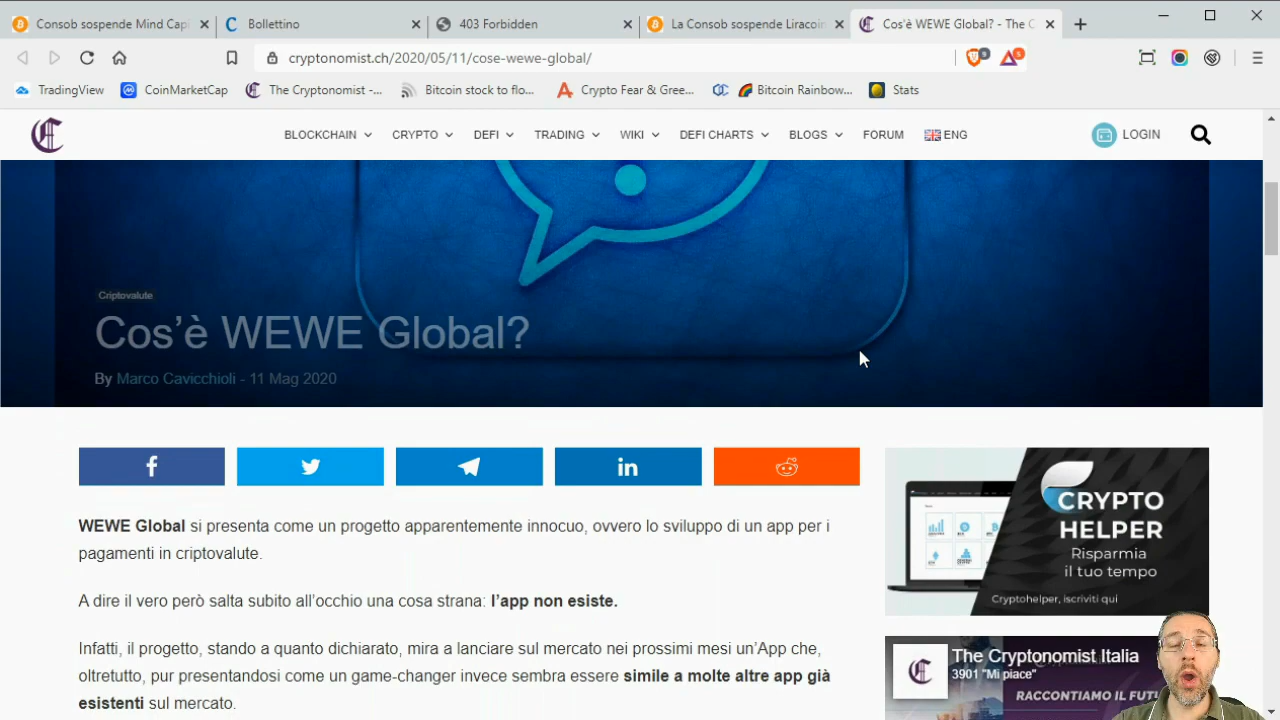 Consob sospende Mind Capi
Bollettino
403 Forbidden
La Consob sospende Liracoin
Cos'è WEWE Global? - The C
cryptonomist.ch/2020/05/11/cose-wewe-global/
9
5
TradingView
CoinMarketCap
The Cryptonomist -...
Bitcoin stock to flo...
Crypto Fear & Gree...
Bitcoin Rainbow...
Stats
BLOCKCHAIN
CRYPTO
DEFI
TRADING
WIKI
DEFI CHARTS
BLOGS
FORUM
ENG
LOGIN
Criptovalute
Cos'è WEWE Global?
By Marco Cavicchioli - 11 Mag 2020
WEWE Global si presenta come un progetto apparentemente innocuo, ovvero lo sviluppo di un app per i
pagamenti in criptovalute.
A dire il vero però salta subito all'occhio una cosa strana: l'app non esiste.
Infatti, il progetto, stando a quanto dichiarato, mira a lanciare sul mercato nei prossimi mesi un'App che,
oltretutto, pur presentandosi come un game-changer invece sembra essere simile a molte altre app già
esistenti sul mercato.
CRYPTO
HELPER
Risparmia
il tuo tempo
Cryptohelper, iscriviti qui
The Cryptonomist Italia
3901 "Mi piace"
RACCONTIAMO IL FUT